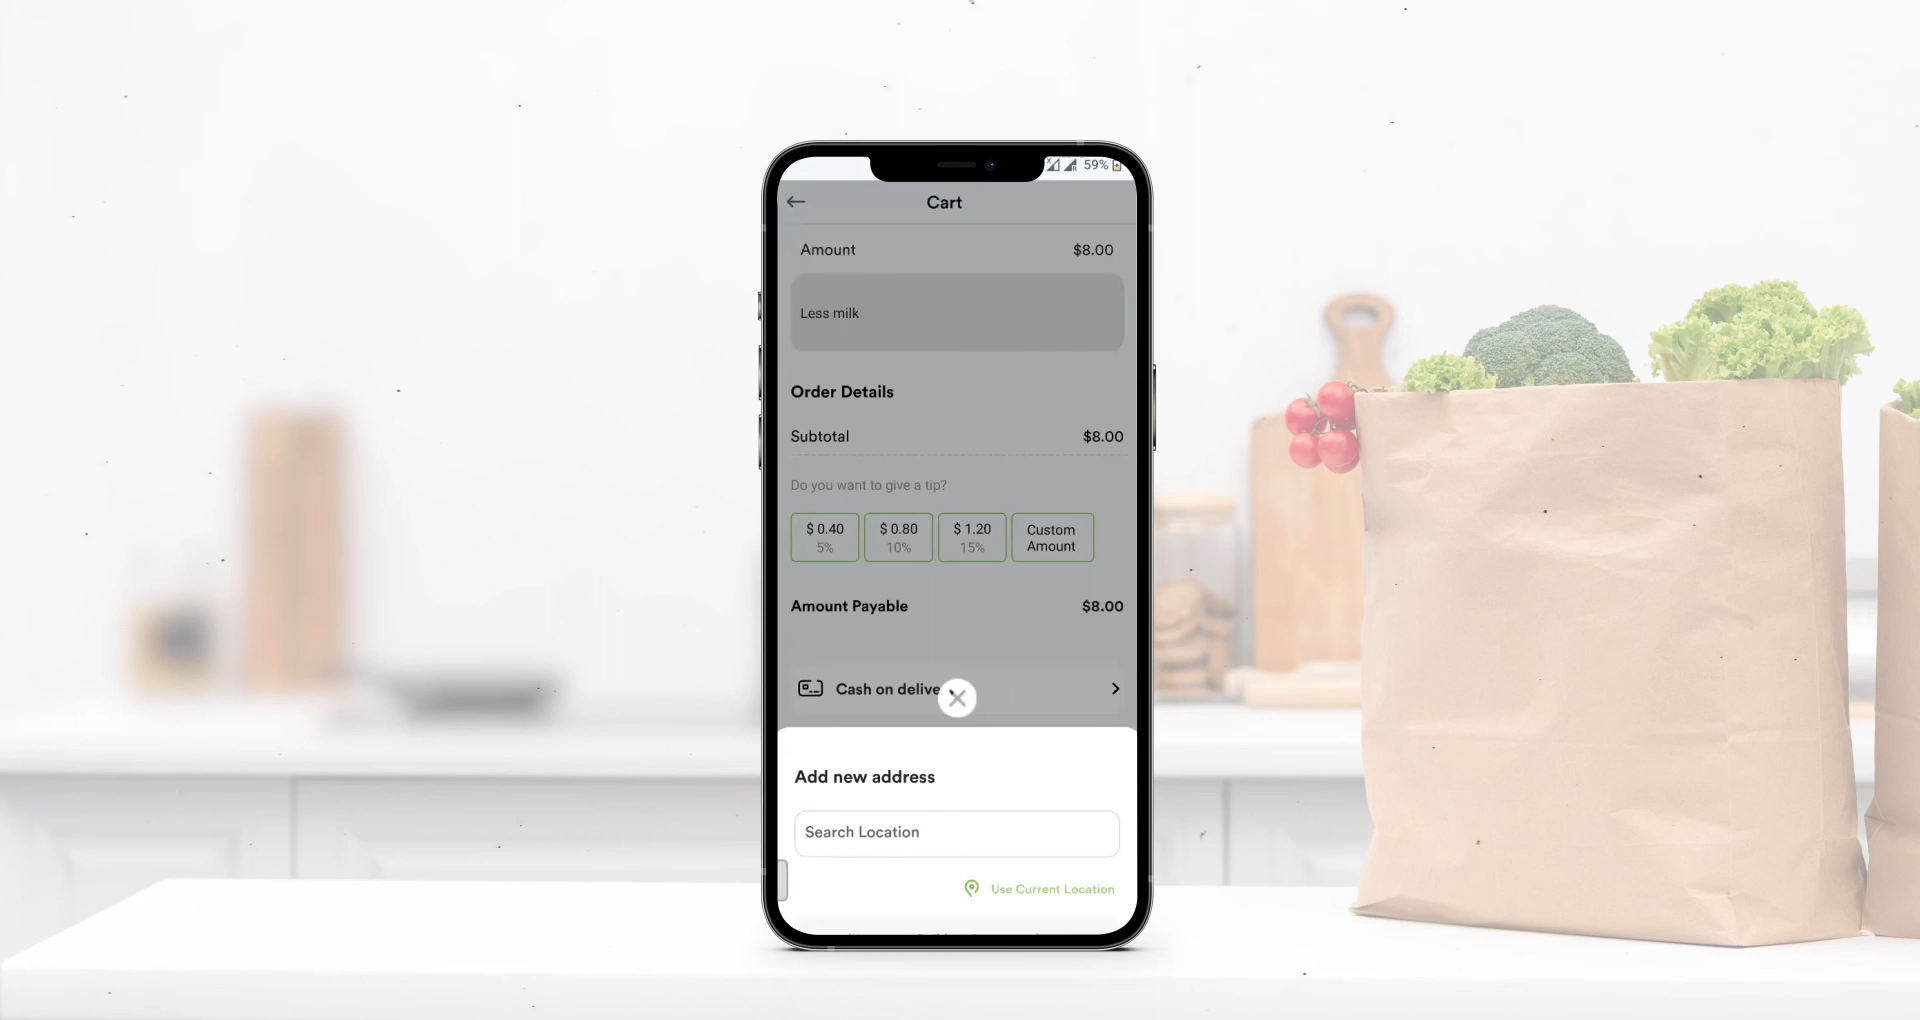 59%
Cart
Amount $8.00
Less milk
Order Details
Subtotal $8.00
Do you want to give a tip?
$ 0.40 $ 0.80 $ 1.20 Custom Amount
5% 10% 15%
Amount Payable $8.00
Cash on delive
Add new address
Search Location
Use Current Location